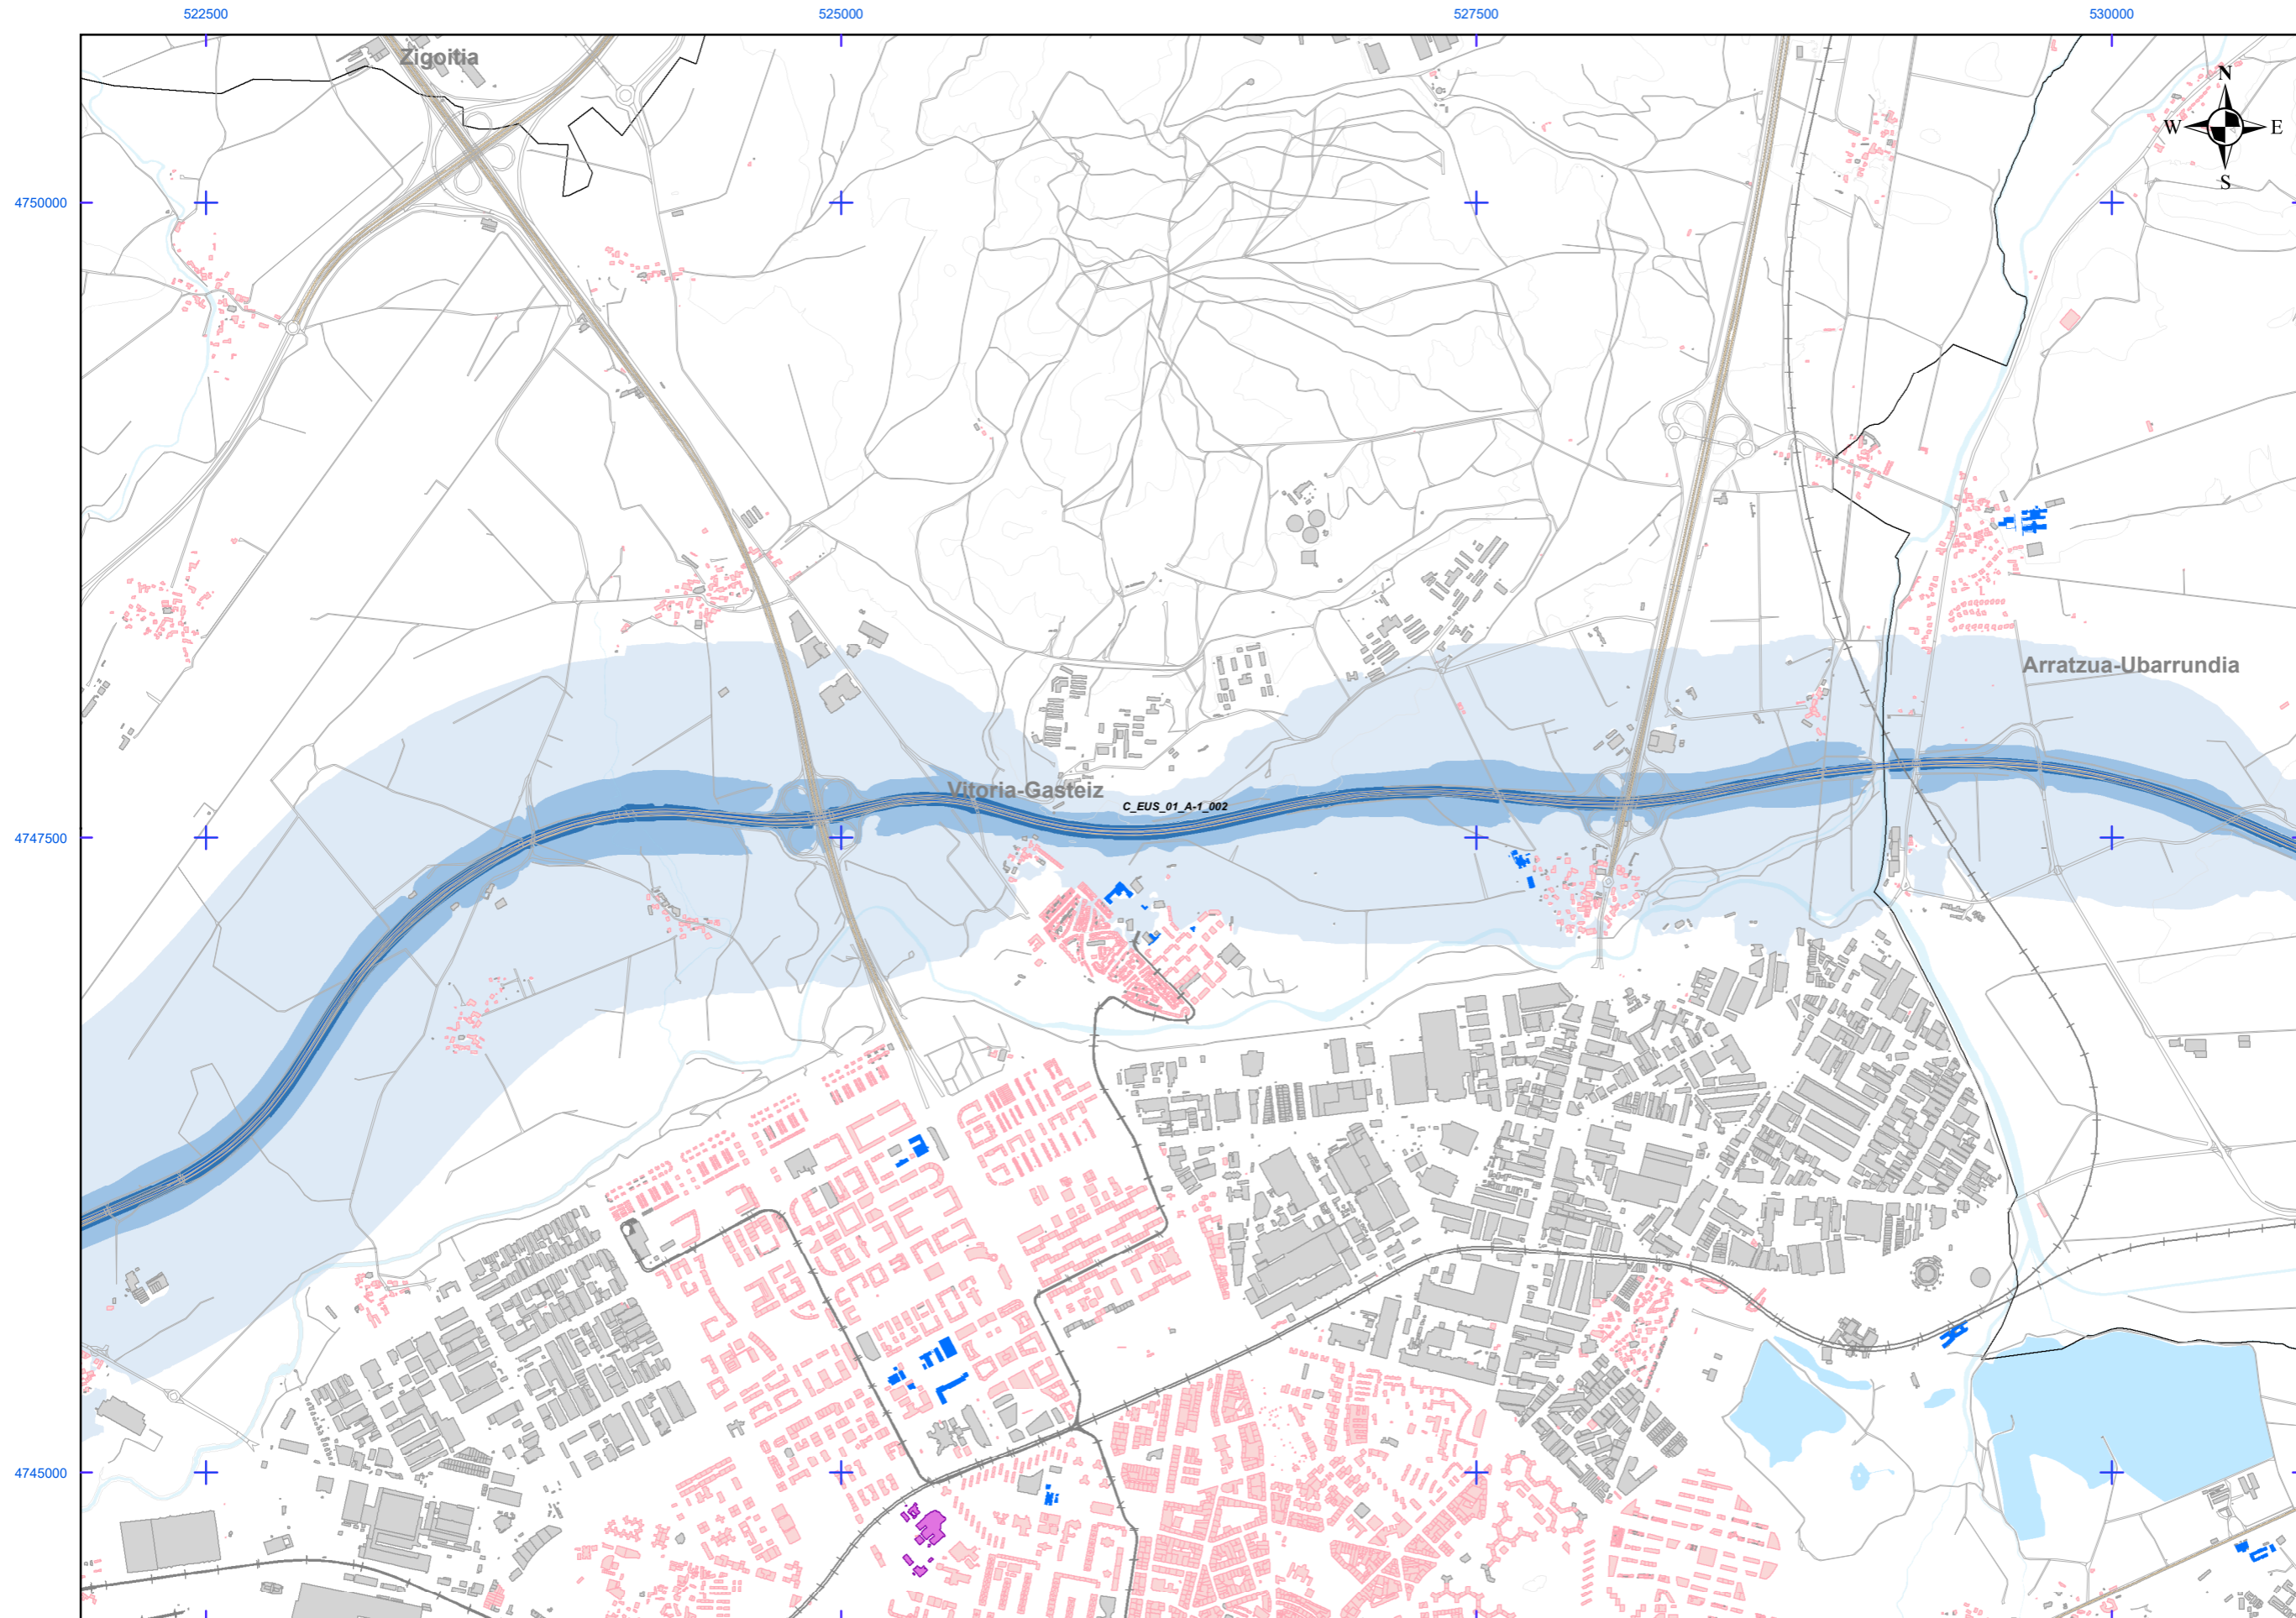 522500 525000 527500 530000
Zigoitia
N
W E
S
4750000
Arratzua-Ubarrundia
Vitoria-Gasteiz
C_EUS_01_A-1_002
4747500
4745000